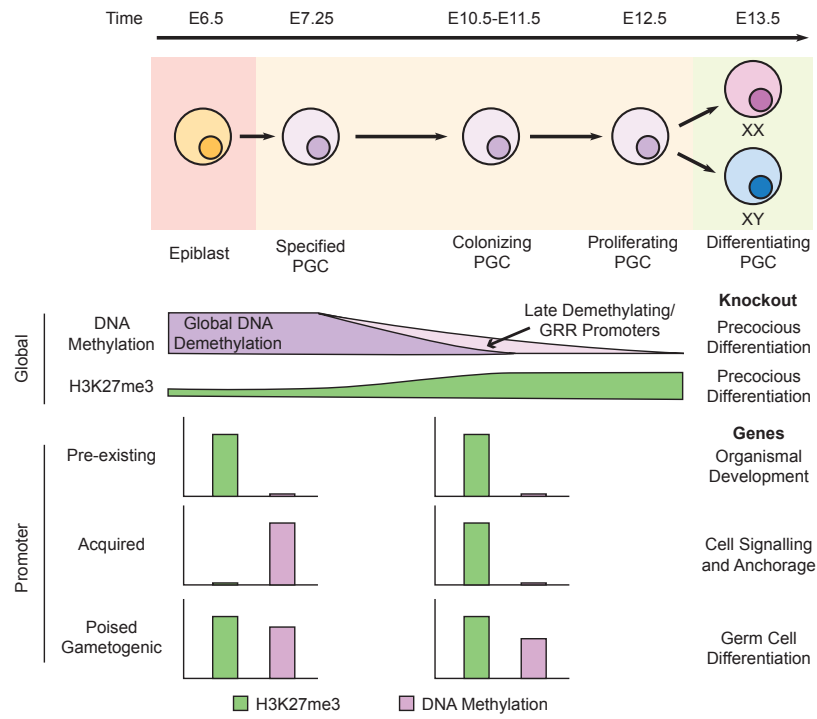 Time E6.5 E7.25 E10.5-E11.5 E12.5 E13.5
XX
XY
Epiblast
Specified
PGC
Colonizing
PGC
Proliferating
PGC
Differentiating
PGC
Global
DNA
Methylation
Global DNA
Demethylation
Late Demethylating/
GRR Promoters
Knockout
Precocious
Differentiation
H3K27me3
Precocious
Differentiation
Promoter
Genes
Pre-existing
Organismal
Development
Acquired
Cell Signalling
and Anchorage
Poised
Gametogenic
Germ Cell
Differentiation
H3K27me3 DNA Methylation